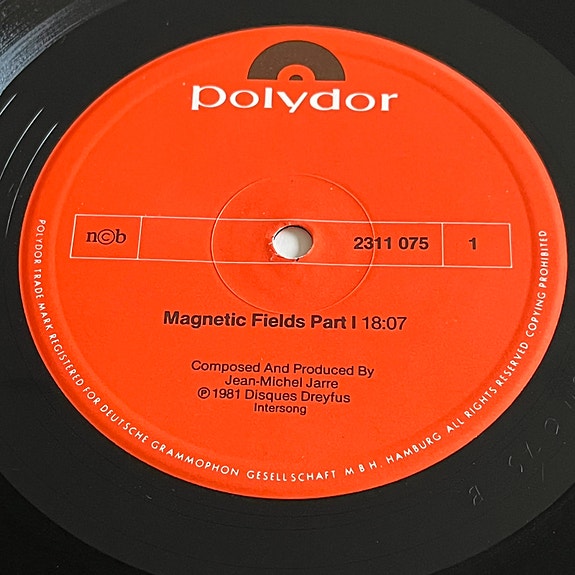 polydor
n©b
2311 075
1
Magnetic Fields Part I 18:07
Composed And Produced By
Jean-Michel Jarre
℗ 1981 Disques Dreyfus
Intersong
POLYDOR TRADE MARK REGISTERED FOR DEUTSCHE GRAMMOPHON GESELLSCHAFT M B H. HAMBURG ALL RIGHTS RESERVED COPYING PROHIBITED